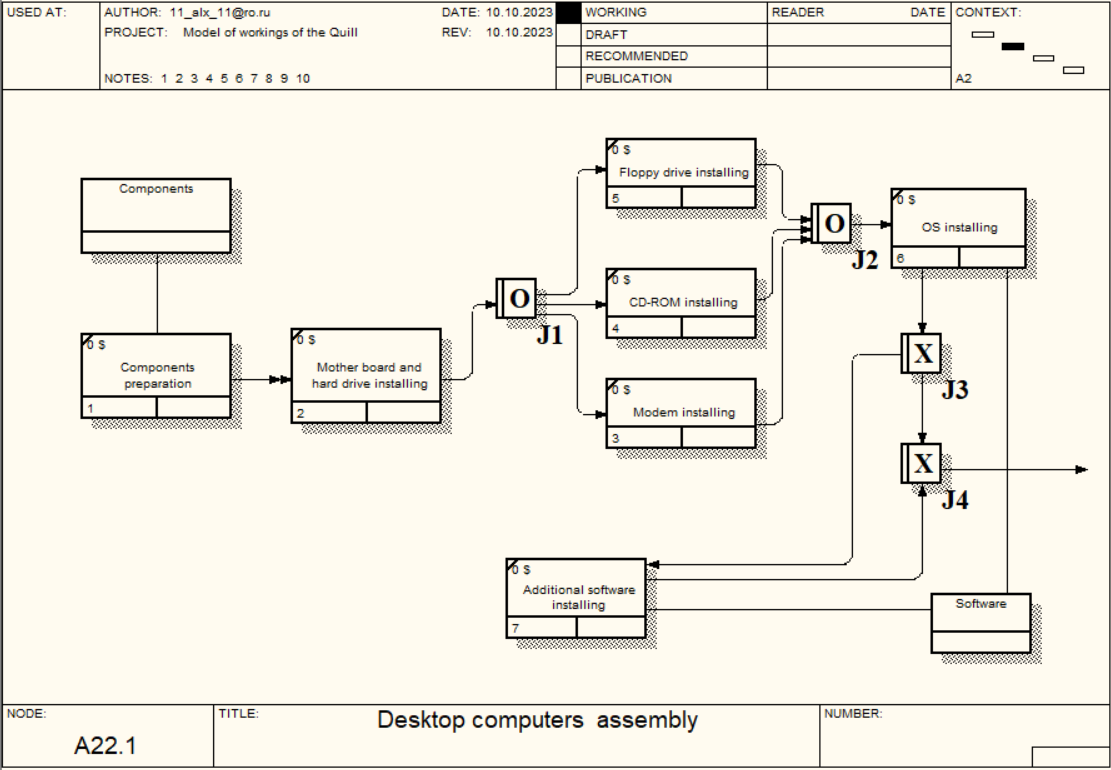 USED AT:
AUTHOR: 11_alx_11@ro.ru
DATE: 10.10.2023
PROJECT: Model of workings of the Quill
REV: 10.10.2023
NOTES: 1 2 3 4 5 6 7 8 9 10
WORKING
DRAFT
RECOMMENDED
PUBLICATION
READER
DATE
CONTEXT:
A2
Components
0 $
Components
preparation
1
0 $
Mother board and
hard drive installing
2
O
J1
0 $
Floppy drive installing
5
0 $
CD-ROM installing
4
0 $
Modem installing
3
O
J2
0 $
OS installing
6
X
J3
X
J4
0 $
Additional software
installing
7
Software
NODE:
A22.1
TITLE:
Desktop computers assembly
NUMBER: